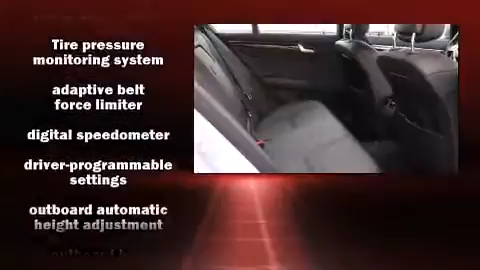 Tire pressure
monitoring system
adaptive belt
force limiter
digital speedometer
driver-programmable
settings
outboard automatic
height adjustment